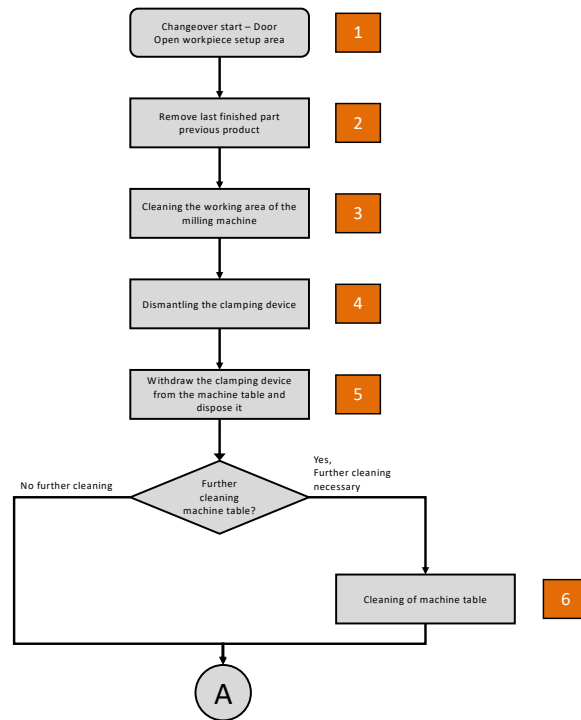 Changeover start – Door
Open workpiece setup area
1
Remove last finished part
previous product
2
Cleaning the working area of the
milling machine
3
Dismantling the clamping device
4
Withdraw the clamping device
from the machine table and
dispose it
5
Further
cleaning
machine table?
No further cleaning
Yes,
Further cleaning
necessary
Cleaning of machine table
6
A